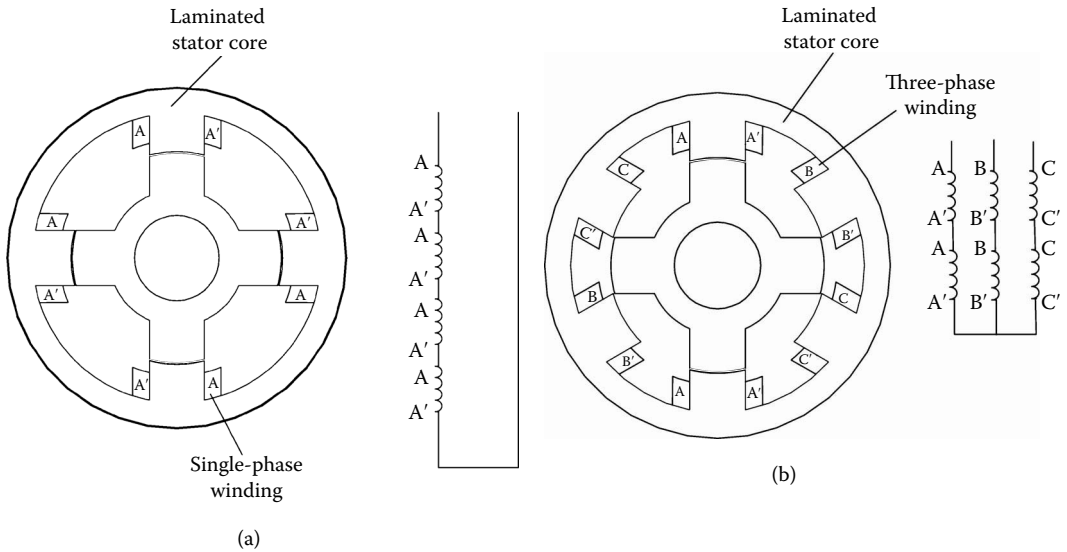 Laminated
stator core
A
A′
A
A′
A′
A
A′
A
Single-phase
winding
A
A′
A
A′
A
A′
A
A′
(a)
Laminated
stator core
Three-phase
winding
A
A′
C
B
C′
B′
B
C
B′
C′
A
A′
A
B
C
A′
B′
C′
A
B
C
A′
B′
C′
(b)